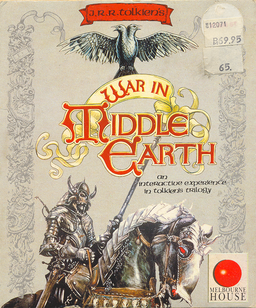 J.R.R. Tolkien's
WAR IN
MIDDLE
EARTH
an
interactive experience
in tolkien's trilogy
65.
MELBOURNE
HOUSE